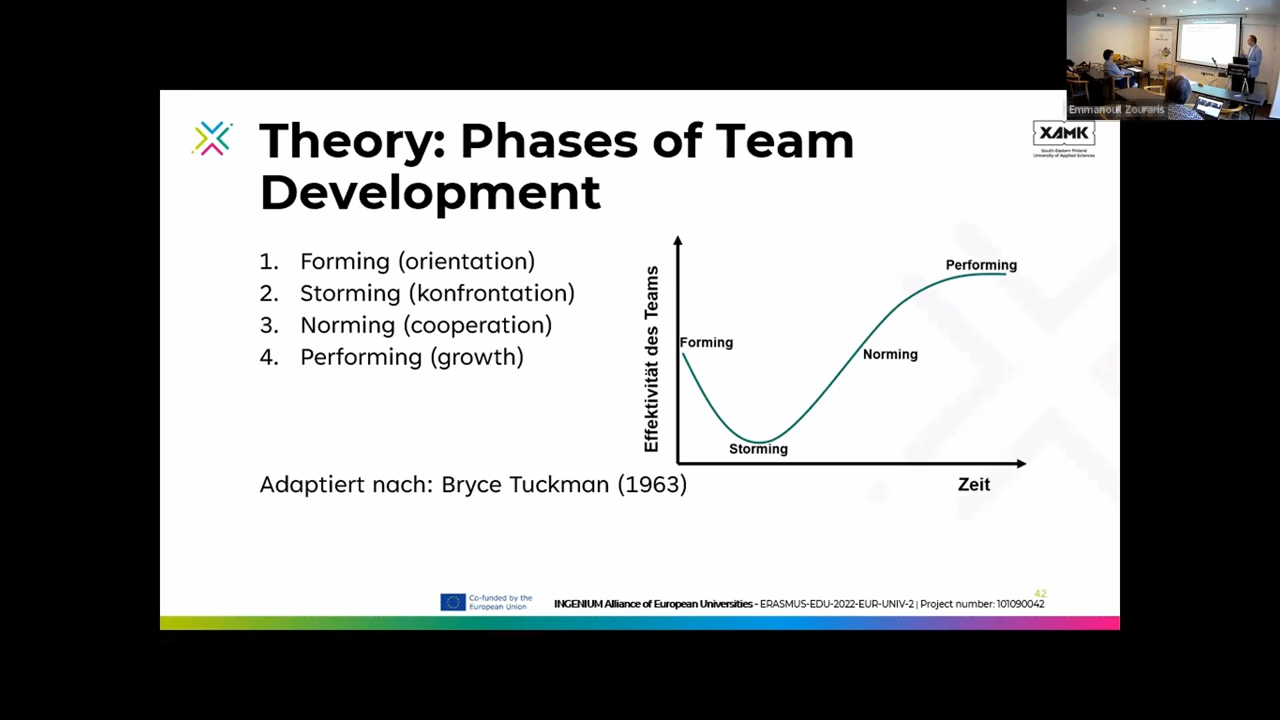 Emmanouil Zouraris
XAMK
South-Eastern Finland
University of Applied Sciences
Theory: Phases of Team
Development
1. Forming (orientation)
2. Storming (konfrontation)
3. Norming (cooperation)
4. Performing (growth)
Effektivität des Teams
Forming
Storming
Norming
Performing
Zeit
Adaptiert nach: Bryce Tuckman (1963)
42
Co-funded by the
European Union
INGENIUM Alliance of European Universities - ERASMUS-EDU-2022-EUR-UNIV-2 | Project number: 101090042